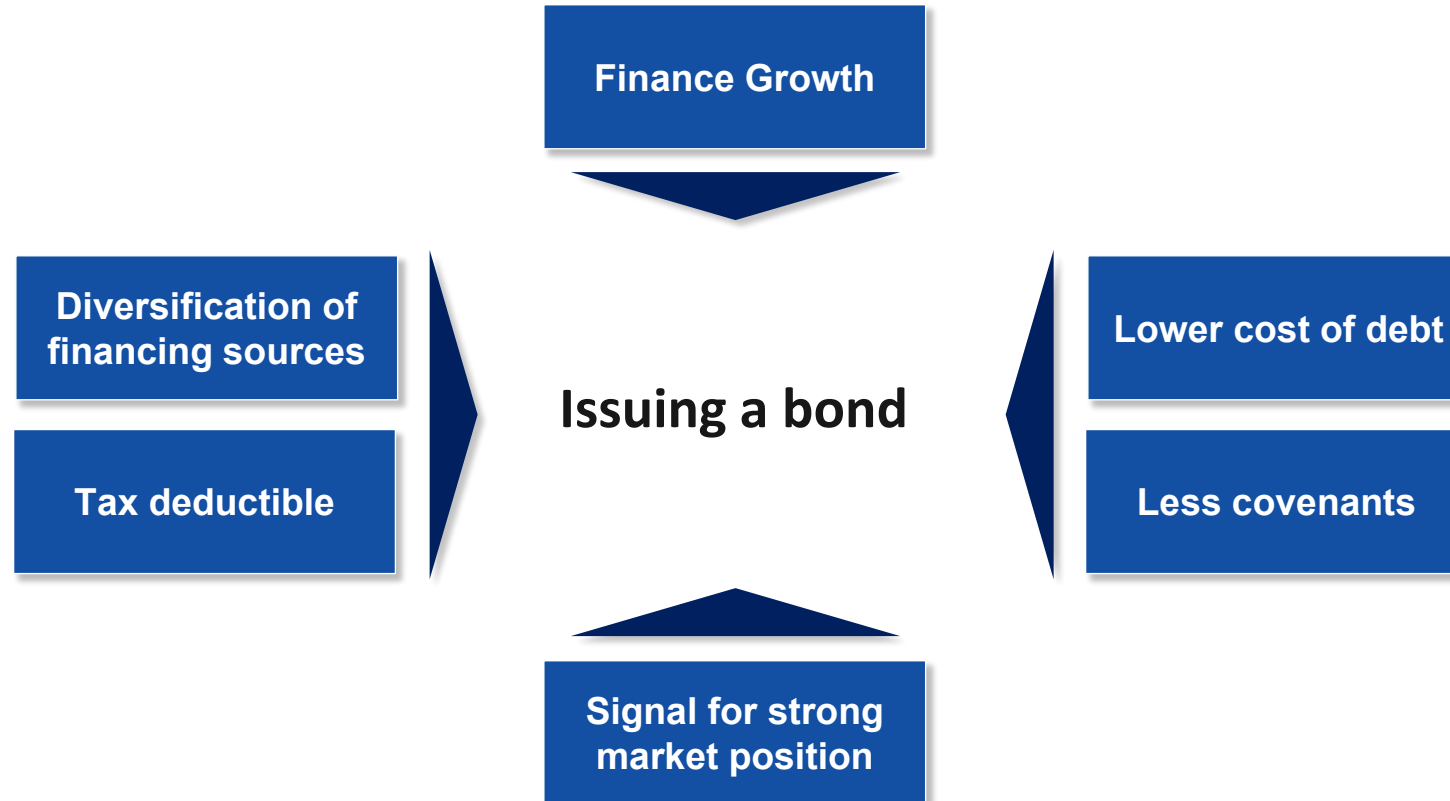 Finance Growth
Diversification of
financing sources
Tax deductible
Issuing a bond
Lower cost of debt
Less covenants
Signal for strong
market position